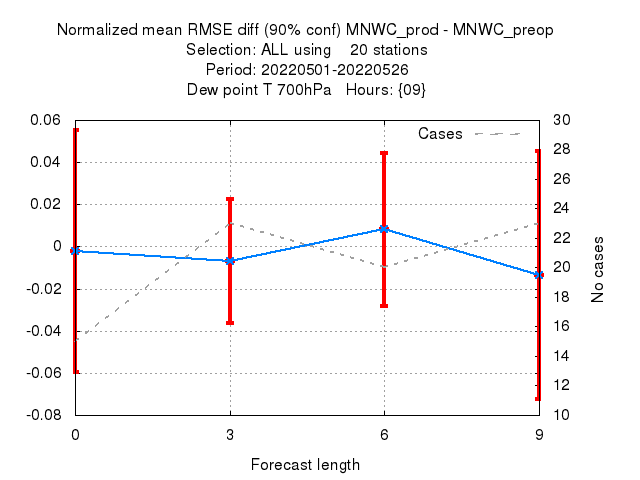 Normalized mean RMSE diff (90% conf) MNWC_prod - MNWC_preop
Selection: ALL using 20 stations
Period: 20220501-20220526
Dew point T 700hPa Hours: {09}
Cases
0.06
0.04
0.02
0
-0.02
-0.04
-0.06
-0.08
30
28
26
24
22
20
18
16
14
12
10
No cases
0 3 6 9
Forecast length